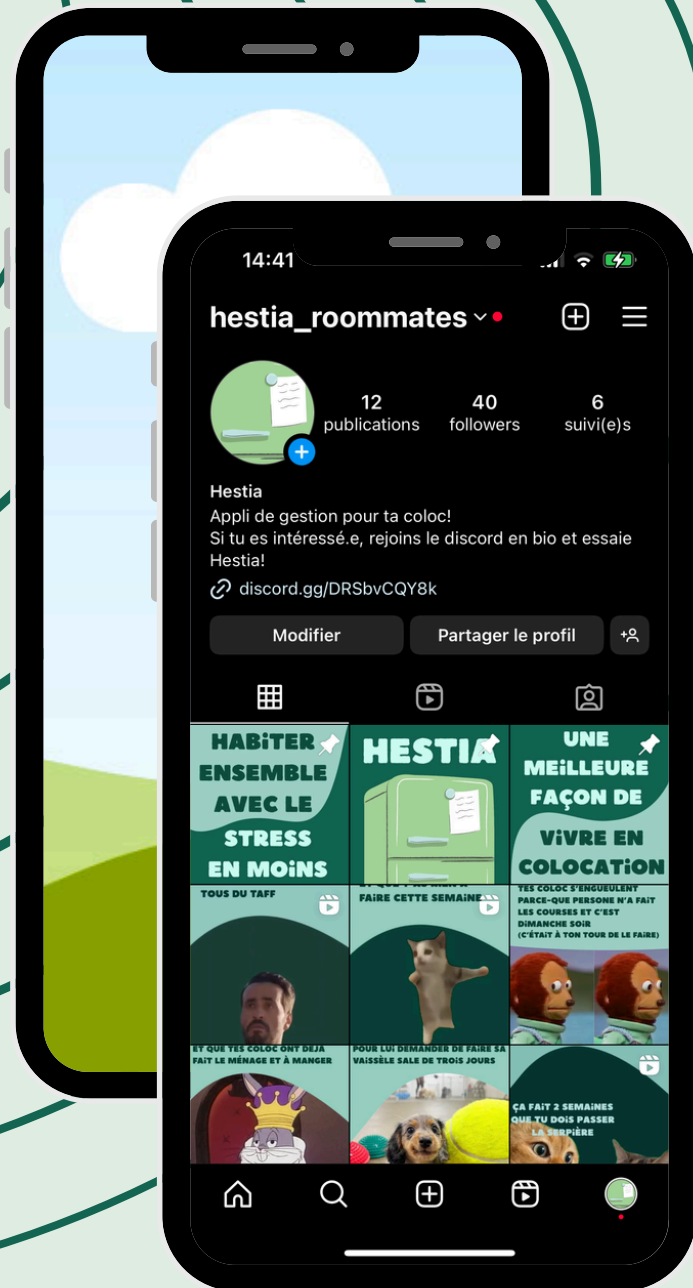 14:41
hestia_roommates
12
publications
40
followers
6
suivi(e)s
Hestia
Appli de gestion pour ta coloc!
Si tu es intéressé.e, rejoins le discord en bio et essaie
Hestia!
discord.gg/DRSbvCQY8k
Modifier
Partager le profil
HABITER
ENSEMBLE
AVEC LE
STRESS
EN MOINS
HESTIA
UNE
MEILLEURE
FAÇON DE
VIVRE EN
COLOCATION
TOUS DU TAFF
FAIRE CETTE SEMAINE
TES COLOC S'ENGUEULENT
PARCE-QUE PERSONE N'A FAIT
LES COURSES ET C'EST
DIMANCHE SOIR
(C'ÉTAIT À TON TOUR DE LE FAIRE)
ET QUE TES COLOC ONT DEJA
FAIT LE MÉNAGE ET À MANGER
POUR LUI DEMANDER DE FAIRE SA
VAISSÈLE SALE DE TROIS JOURS
ÇA FAIT 2 SEMAINES
QUE TU DOIS PASSER
LA SERPIÈRE